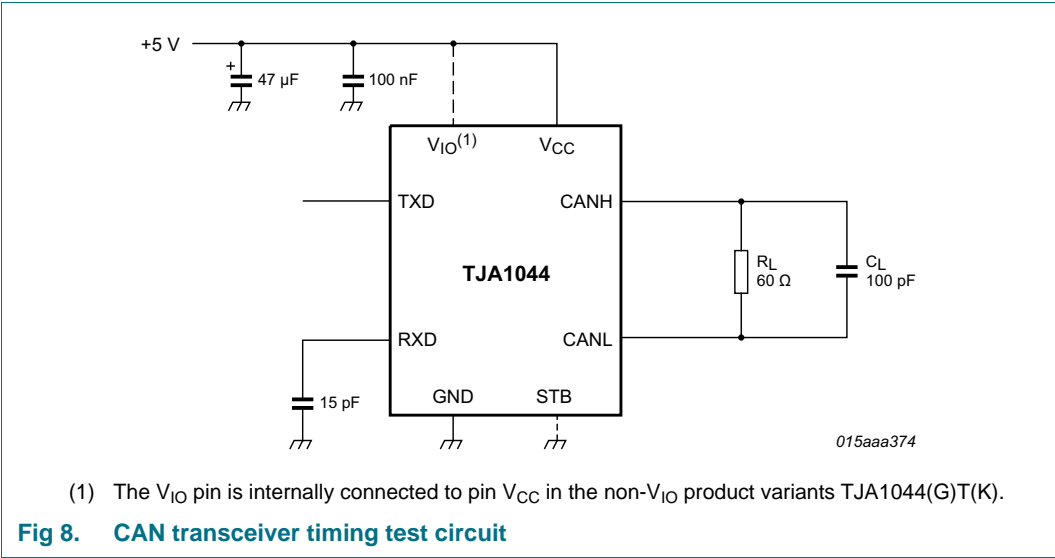 +5 V
+
47 μF
100 nF
VIO(1)
VCC
TXD
CANH
TJA1044
RL
60 Ω
CL
100 pF
RXD
CANL
15 pF
GND
STB
015aaa374
(1) The VIO pin is internally connected to pin VCC in the non-VIO product variants TJA1044(G)T(K).
Fig 8. CAN transceiver timing test circuit